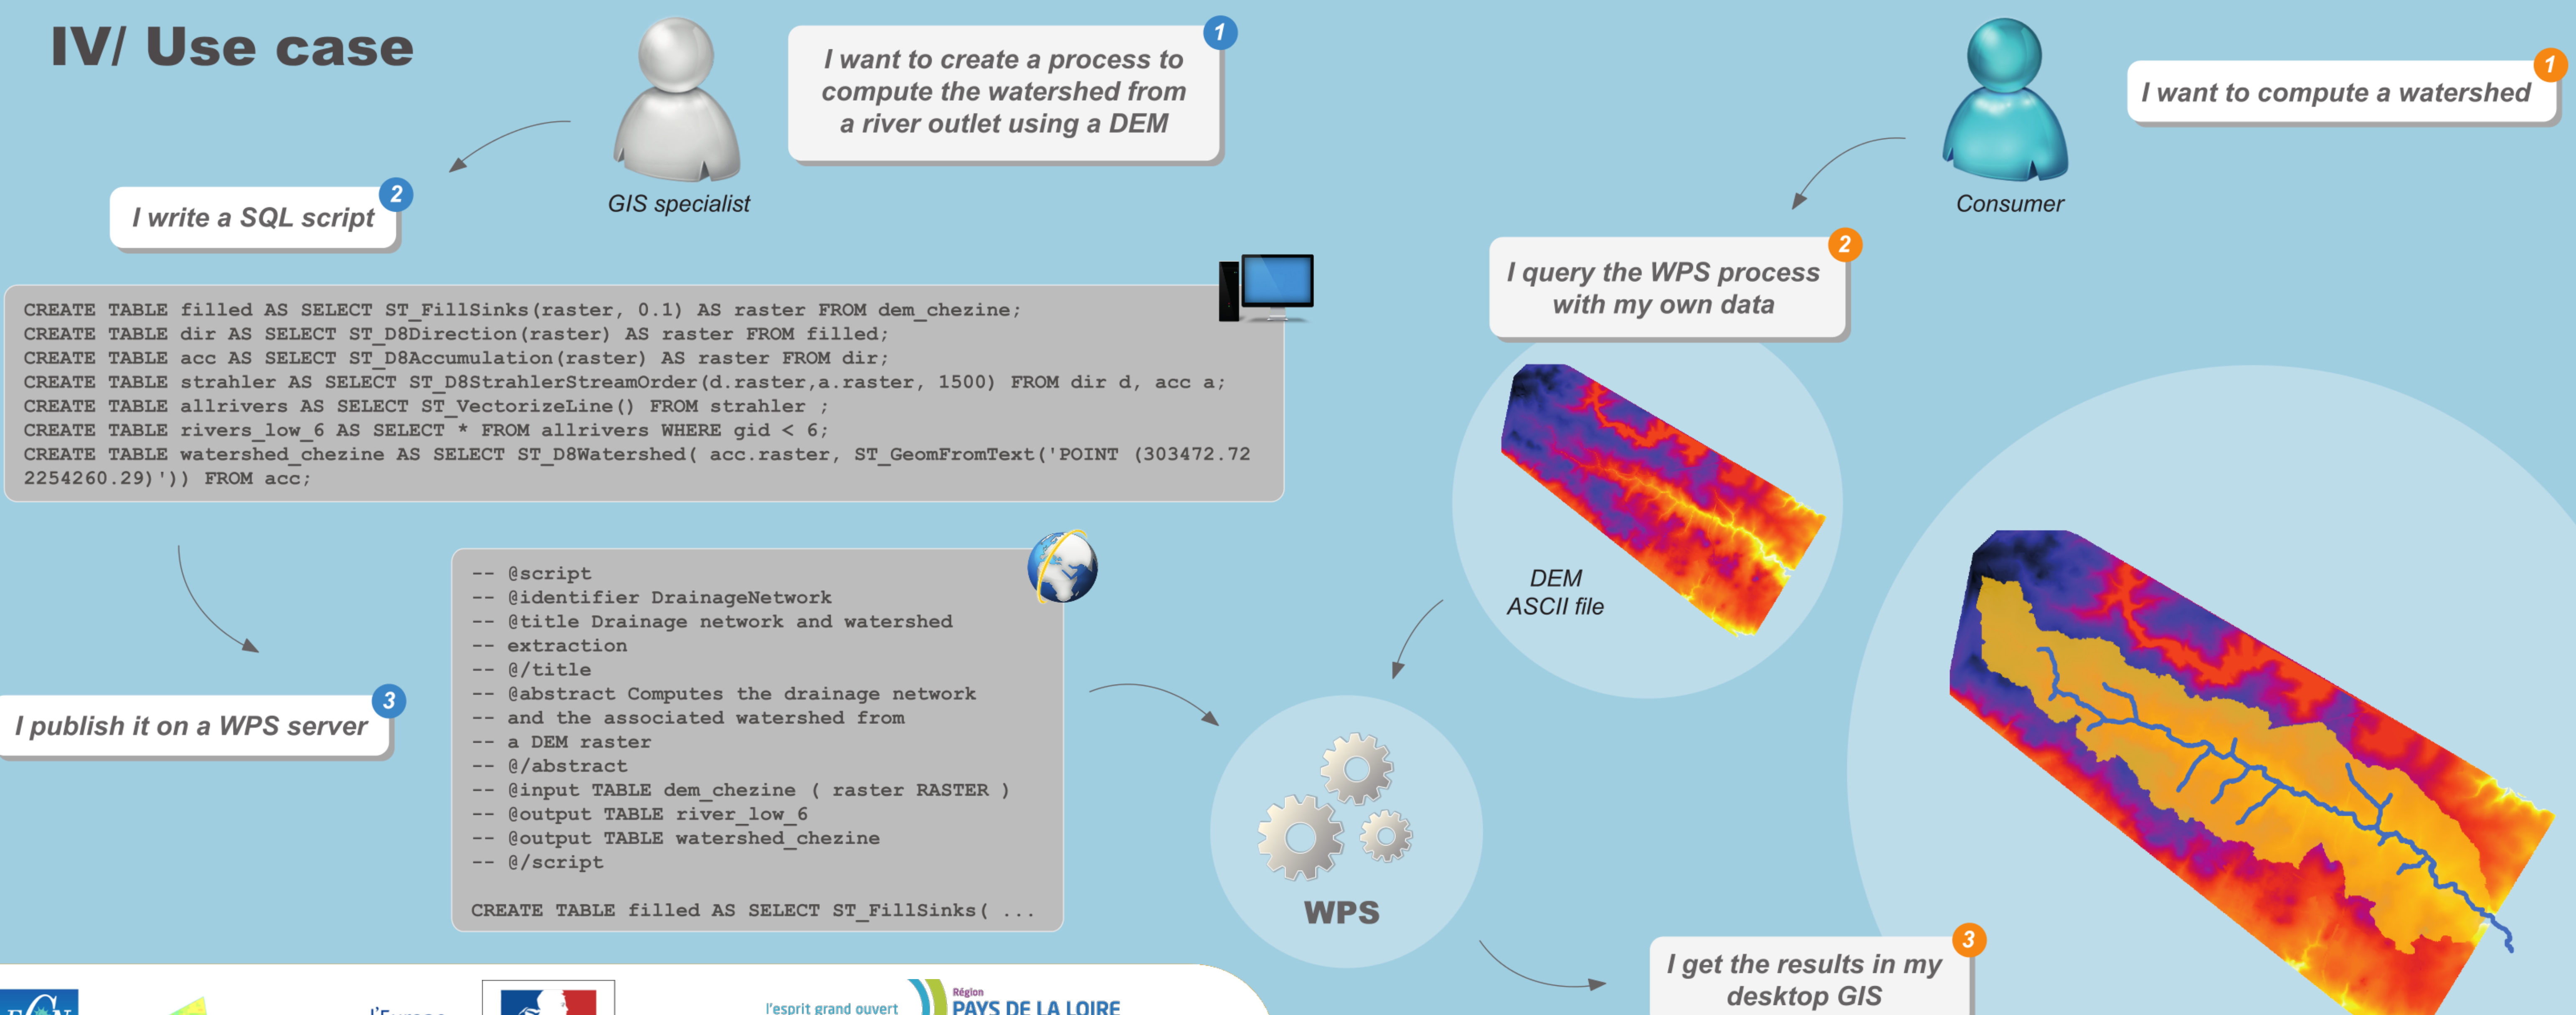 IV/ Use case
1
I want to create a process to
compute the watershed from
a river outlet using a DEM
GIS specialist
2
I write a SQL script
CREATE TABLE filled AS SELECT ST_FillSinks(raster, 0.1) AS raster FROM dem_chezine;
CREATE TABLE dir AS SELECT ST_D8Direction(raster) AS raster FROM filled;
CREATE TABLE acc AS SELECT ST_D8Accumulation(raster) AS raster FROM dir;
CREATE TABLE strahler AS SELECT ST_D8StrahlerStreamOrder(d.raster,a.raster, 1500) FROM dir d, acc a;
CREATE TABLE allrivers AS SELECT ST_VectorizeLine() FROM strahler ;
CREATE TABLE rivers_low_6 AS SELECT * FROM allrivers WHERE gid < 6;
CREATE TABLE watershed_chezine AS SELECT ST_D8Watershed( acc.raster, ST_GeomFromText('POINT (303472.72
2254260.29)')) FROM acc;
3
I publish it on a WPS server
-- @script
-- @identifier DrainageNetwork
-- @title Drainage network and watershed
-- extraction
-- @/title
-- @abstract Computes the drainage network
-- and the associated watershed from
-- a DEM raster
-- @/abstract
-- @input TABLE dem_chezine ( raster RASTER )
-- @output TABLE river_low_6
-- @output TABLE watershed_chezine
-- @/script
CREATE TABLE filled AS SELECT ST_FillSinks( ...
WPS
1
I want to compute a watershed
Consumer
2
I query the WPS process
with my own data
DEM
ASCII file
3
I get the results in my
desktop GIS
l'esprit grand ouvert
Région
PAYS DE LA LOIRE